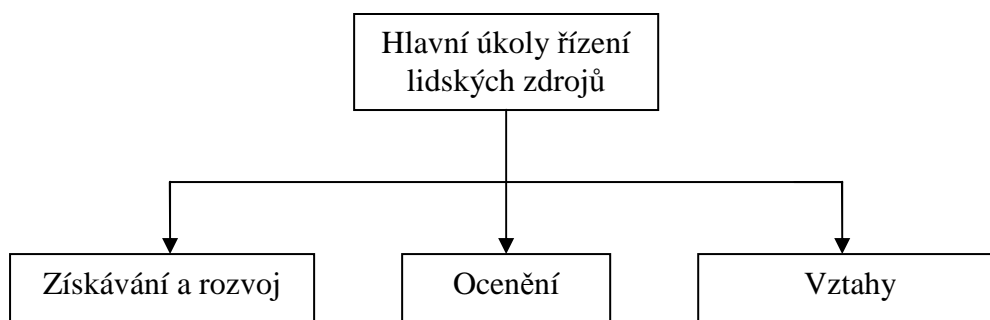 Hlavní úkoly řízení
lidských zdrojů
Získávání a rozvoj
Ocenění
Vztahy